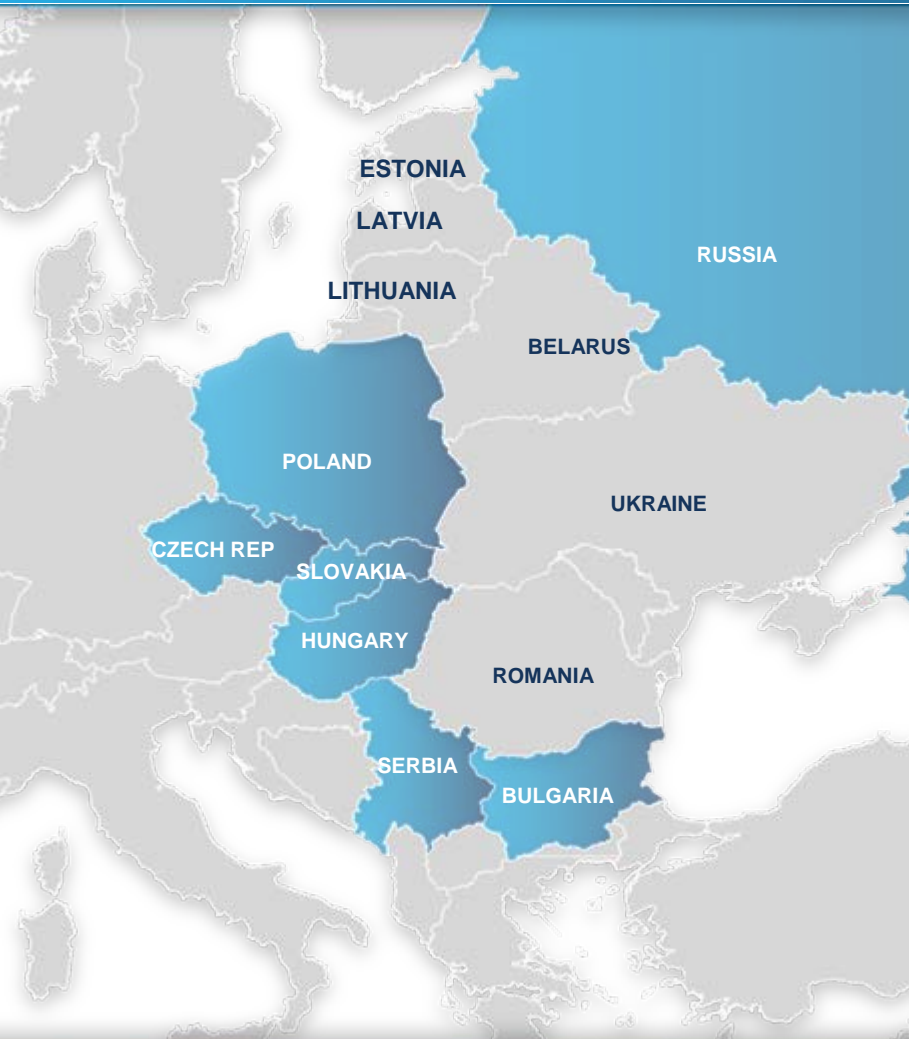 ESTONIA
LATVIA
RUSSIA
LITHUANIA
BELARUS
POLAND
UKRAINE
CZECH REP
SLOVAKIA
HUNGARY
ROMANIA
SERBIA
BULGARIA